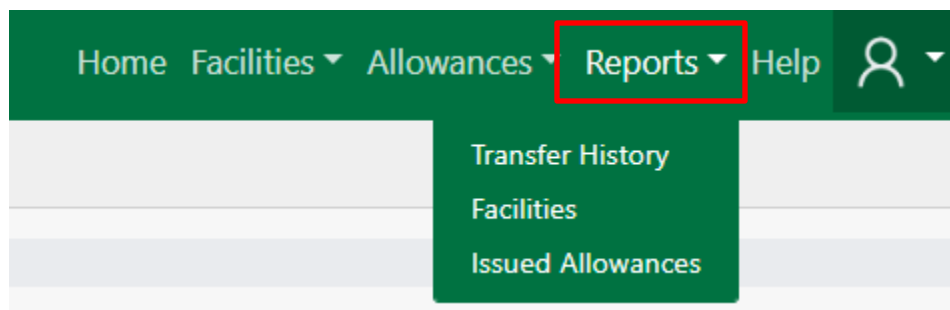 Home Facilities Allowances Reports Help
Transfer History
Facilities
Issued Allowances